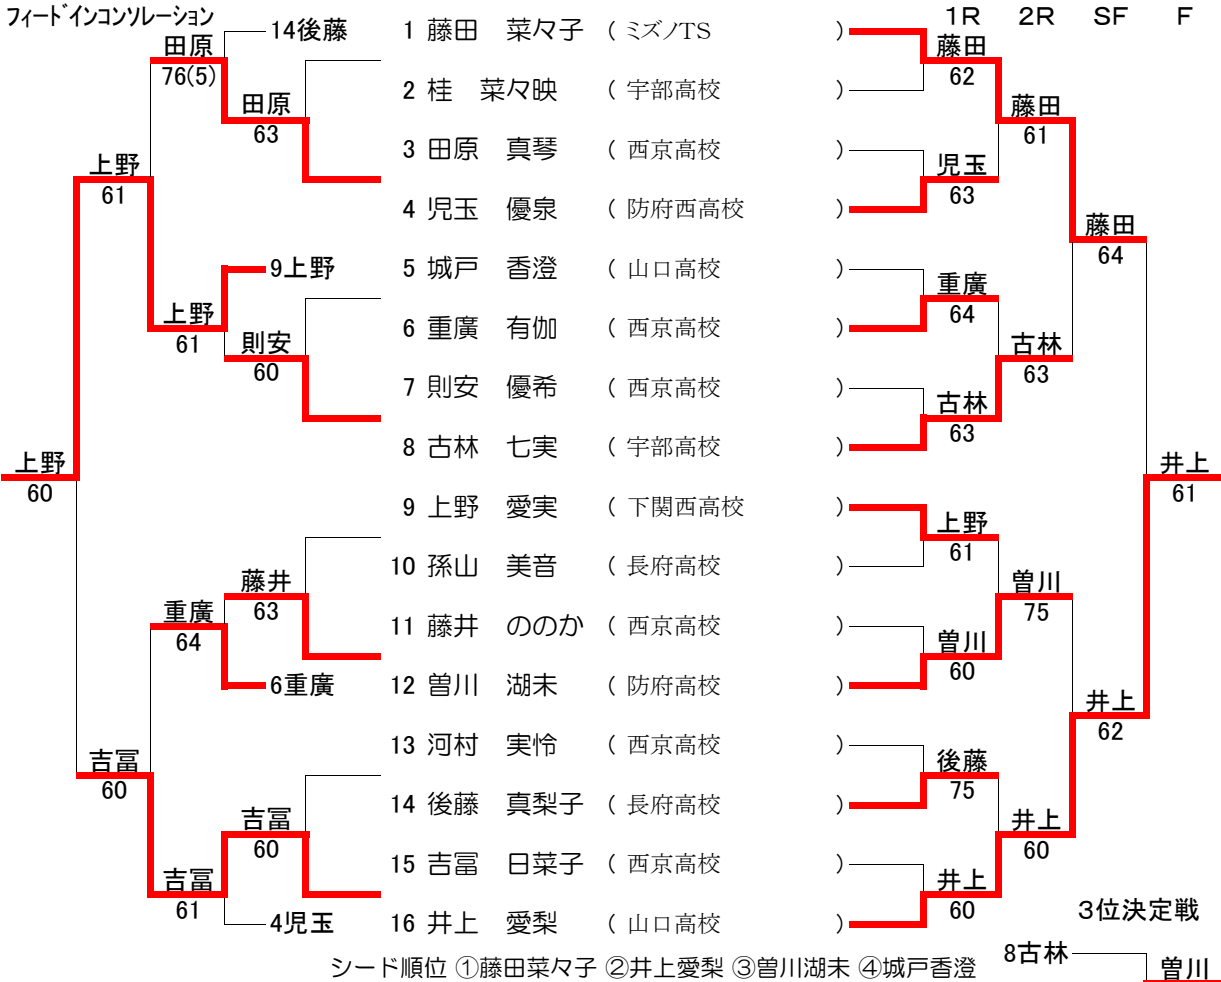 フィードインコンソレーション
1R 2R SF F
14後藤
1 藤田 菜々子 ( ミズノTS )
田原
76(5)
藤田
62
2 桂 菜々映 ( 宇部高校 )
田原
63
藤田
61
3 田原 真琴 ( 西京高校 )
上野
61
児玉
63
4 児玉 優泉 ( 防府西高校 )
藤田
64
9上野
5 城戸 香澄 ( 山口高校 )
重廣
64
上野
61
6 重廣 有伽 ( 西京高校 )
則安
60
古林
63
7 則安 優希 ( 西京高校 )
古林
63
8 古林 七実 ( 宇部高校 )
上野
60
井上
61
9 上野 愛実 ( 下関西高校 )
上野
61
10 孫山 美音 ( 長府高校 )
藤井
63
曽川
75
重廣
64
11 藤井 ののか ( 西京高校 )
曽川
60
6重廣
12 曽川 湖未 ( 防府高校 )
井上
62
13 河村 実怜 ( 西京高校 )
吉冨
60
後藤
75
14 後藤 真梨子 ( 長府高校 )
吉冨
60
井上
60
15 吉冨 日菜子 ( 西京高校 )
吉冨
61
井上
60
4児玉
16 井上 愛梨 ( 山口高校 )
3位決定戦
8古林
シード順位 ①藤田菜々子 ②井上愛梨 ③曽川湖未 ④城戸香澄
曽川